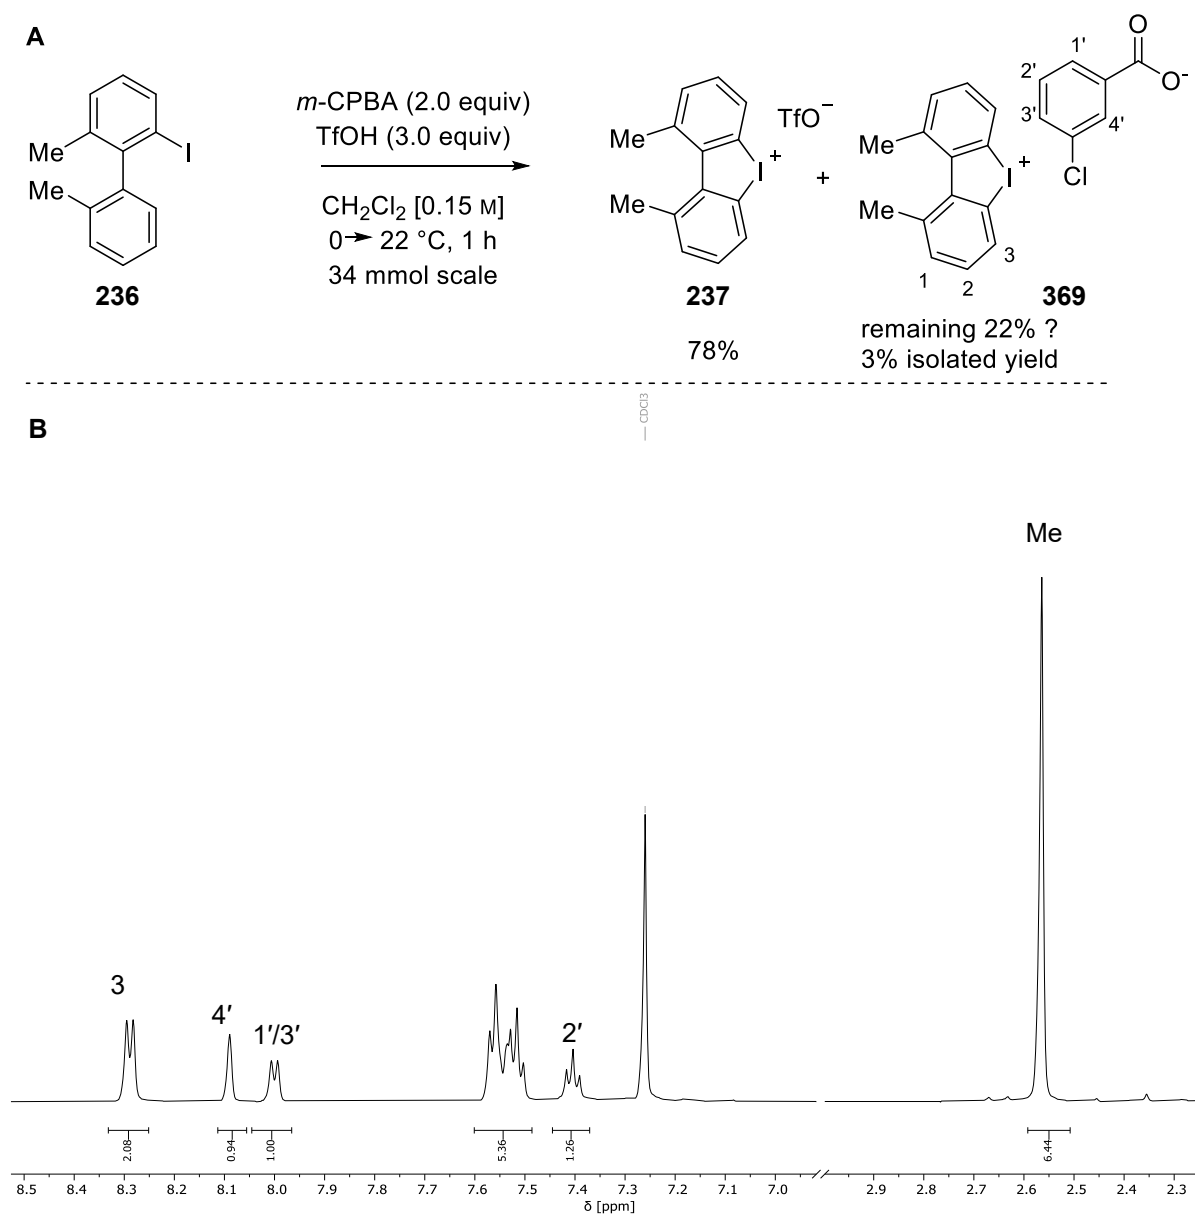 A
Me
Me
I
236
m-CPBA (2.0 equiv)
TfOH (3.0 equiv)
CH2Cl2 [0.15 M]
0 → 22 °C, 1 h
34 mmol scale
Me
Me
I+
TfO−
237
78%
+
Me
Me
I+
1
2
3
O
O-
1'
2'
3'
4'
Cl
369
remaining 22% ?
3% isolated yield
B
— CDCl3
Me
3
4′
1′/3′
2′
2.08
0.94
1.00
5.36
1.26
6.44
8.5 8.4 8.3 8.2 8.1 8.0 7.9 7.8 7.7 7.6 7.5 7.4 7.3 7.2 7.1 7.0 2.9 2.8 2.7 2.6 2.5 2.4 2.3
δ [ppm]